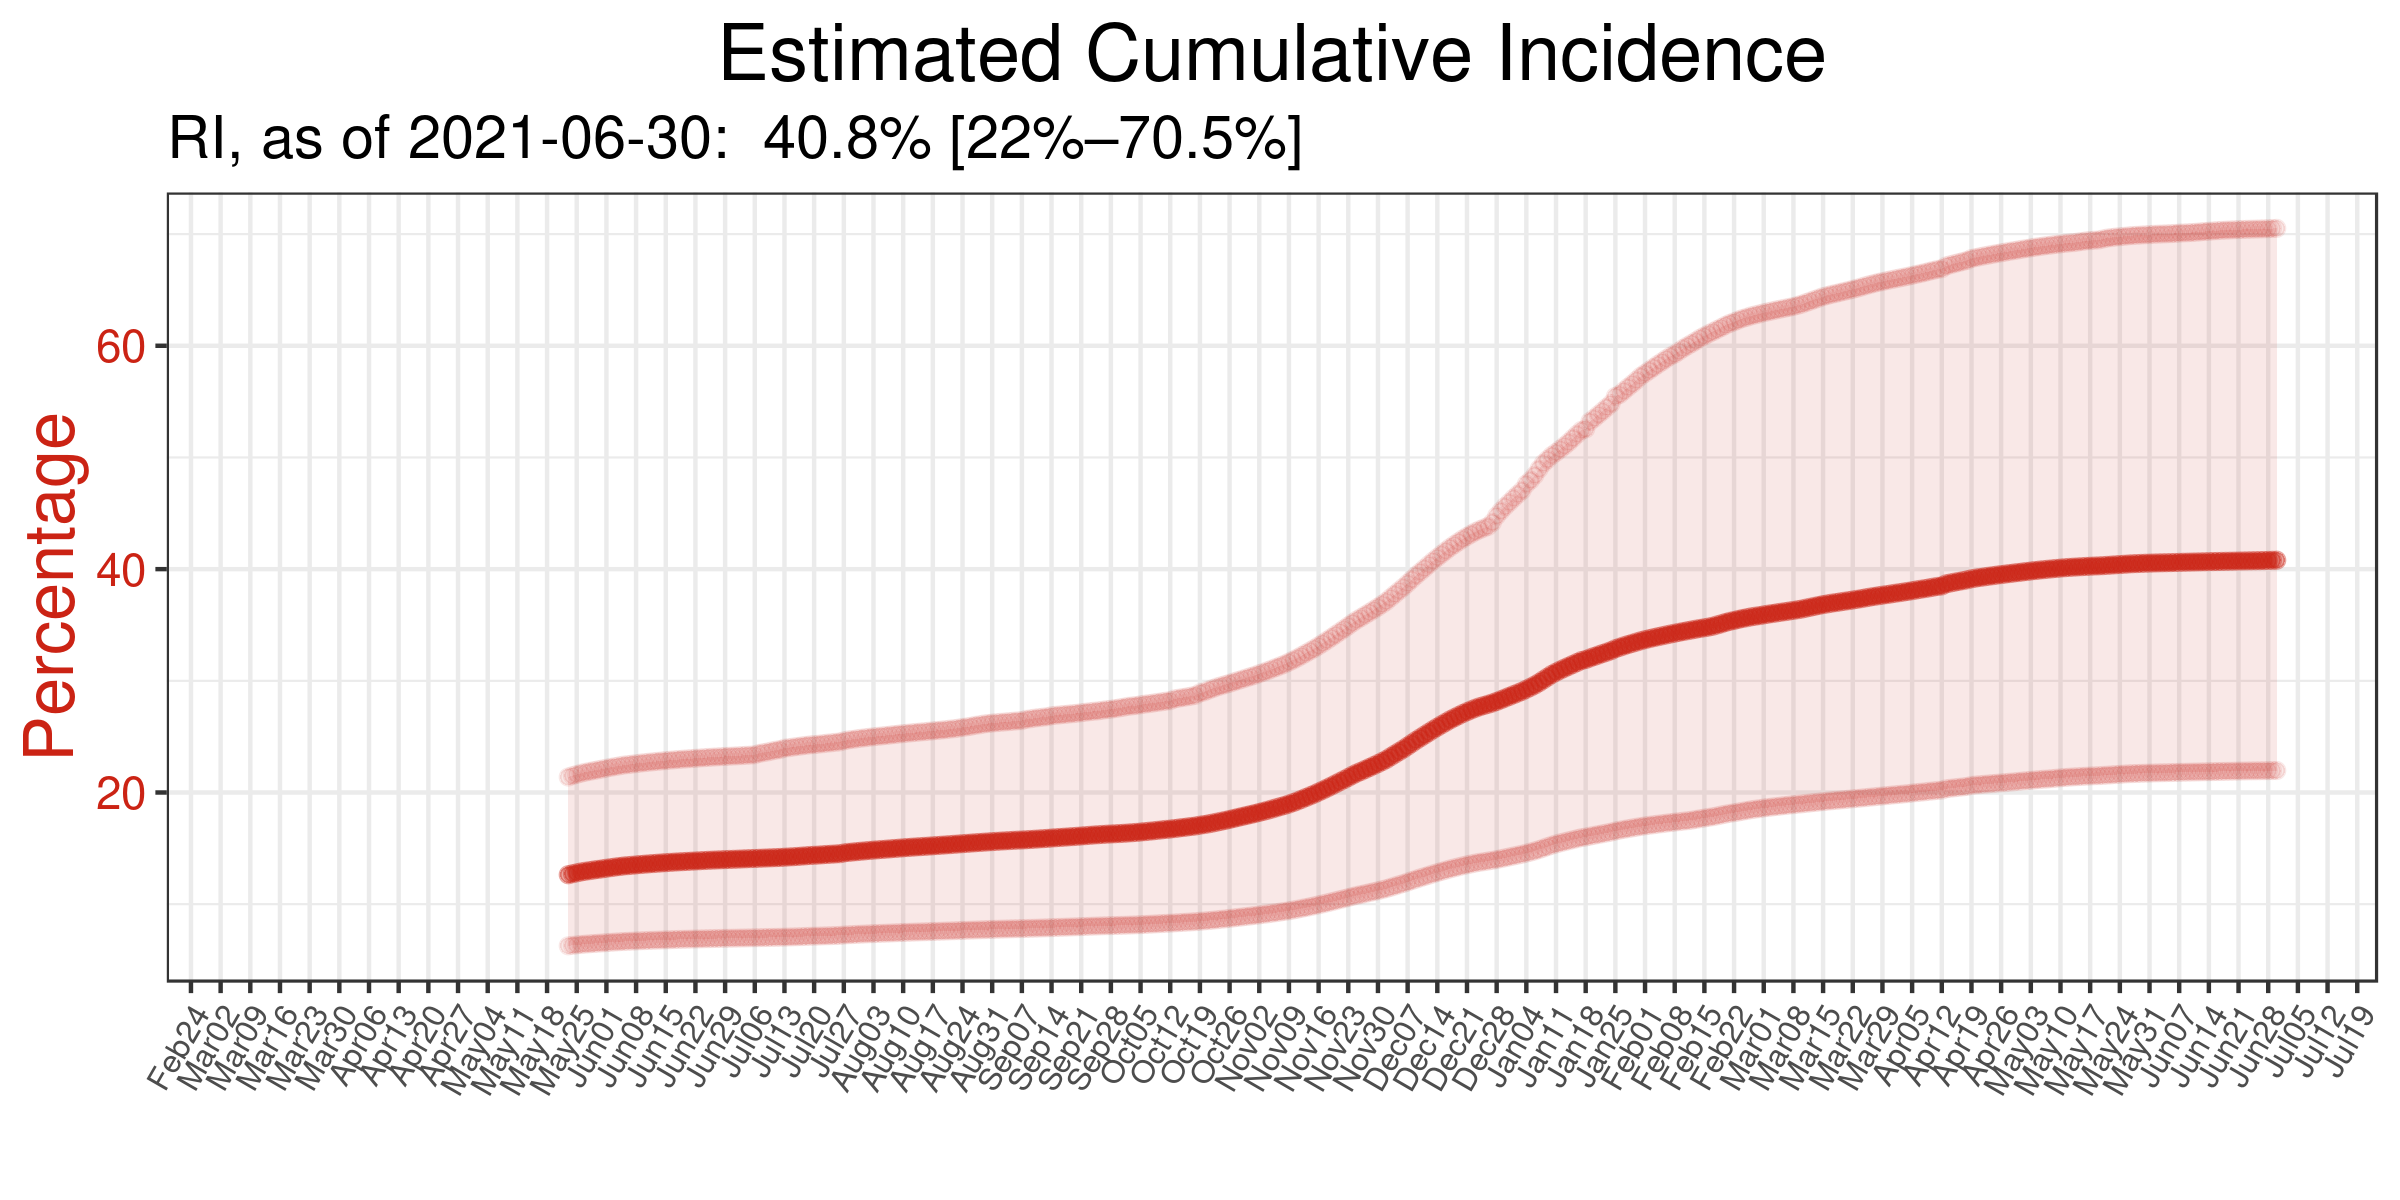 Estimated Cumulative Incidence
RI, as of 2021-06-30:  40.8% [22%–70.5%]
Percentage
60
40
20
Feb24
Mar02
Mar09
Mar16
Mar23
Mar30
Apr06
Apr13
Apr20
Apr27
May04
May11
May18
May25
Jun01
Jun08
Jun15
Jun22
Jun29
Jul06
Jul13
Jul20
Jul27
Aug03
Aug10
Aug17
Aug24
Aug31
Sep07
Sep14
Sep21
Sep28
Oct05
Oct12
Oct19
Oct26
Nov02
Nov09
Nov16
Nov23
Nov30
Dec07
Dec14
Dec21
Dec28
Jan04
Jan11
Jan18
Jan25
Feb01
Feb08
Feb15
Feb22
Mar01
Mar08
Mar15
Mar22
Mar29
Apr05
Apr12
Apr19
Apr26
May03
May10
May17
May24
May31
Jun07
Jun14
Jun21
Jun28
Jul05
Jul12
Jul19